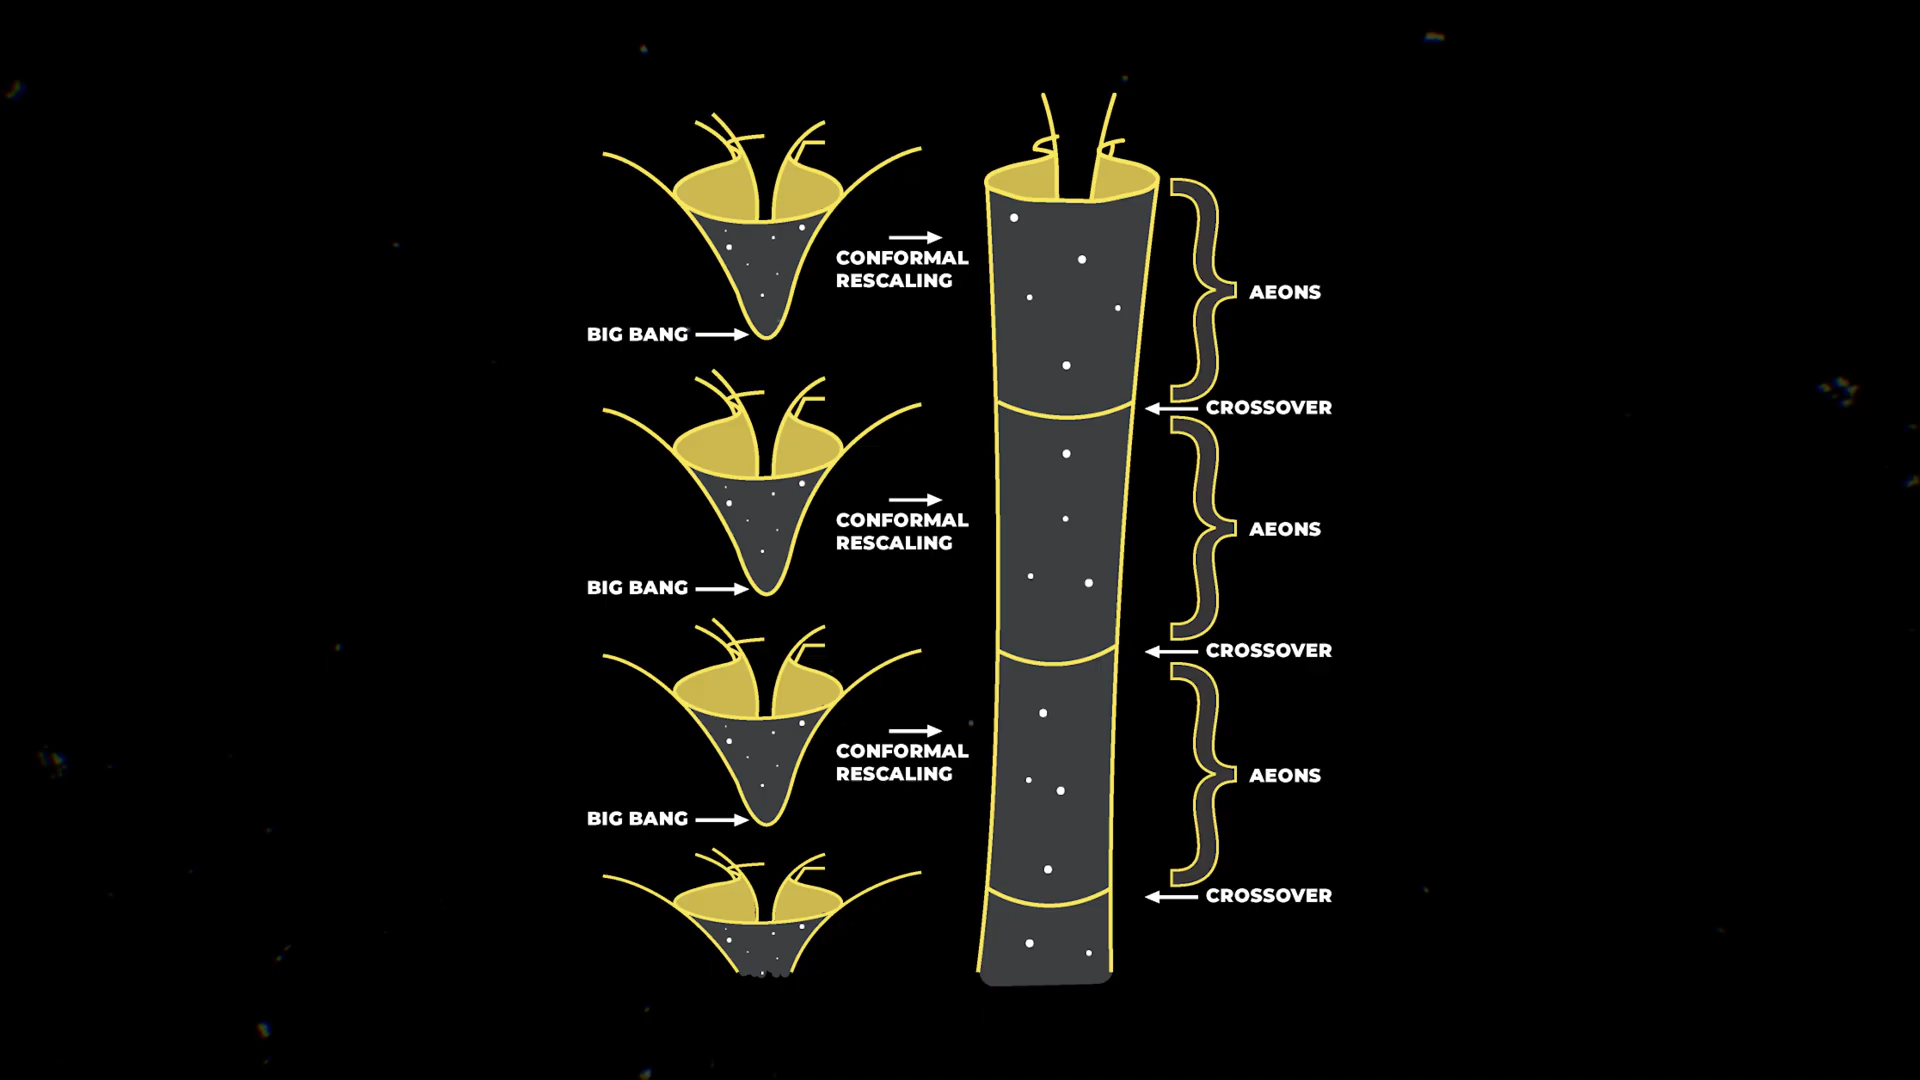 CONFORMAL
RESCALING
AEONS
BIG BANG
CROSSOVER
CONFORMAL
RESCALING
AEONS
BIG BANG
CROSSOVER
CONFORMAL
RESCALING
AEONS
BIG BANG
CROSSOVER